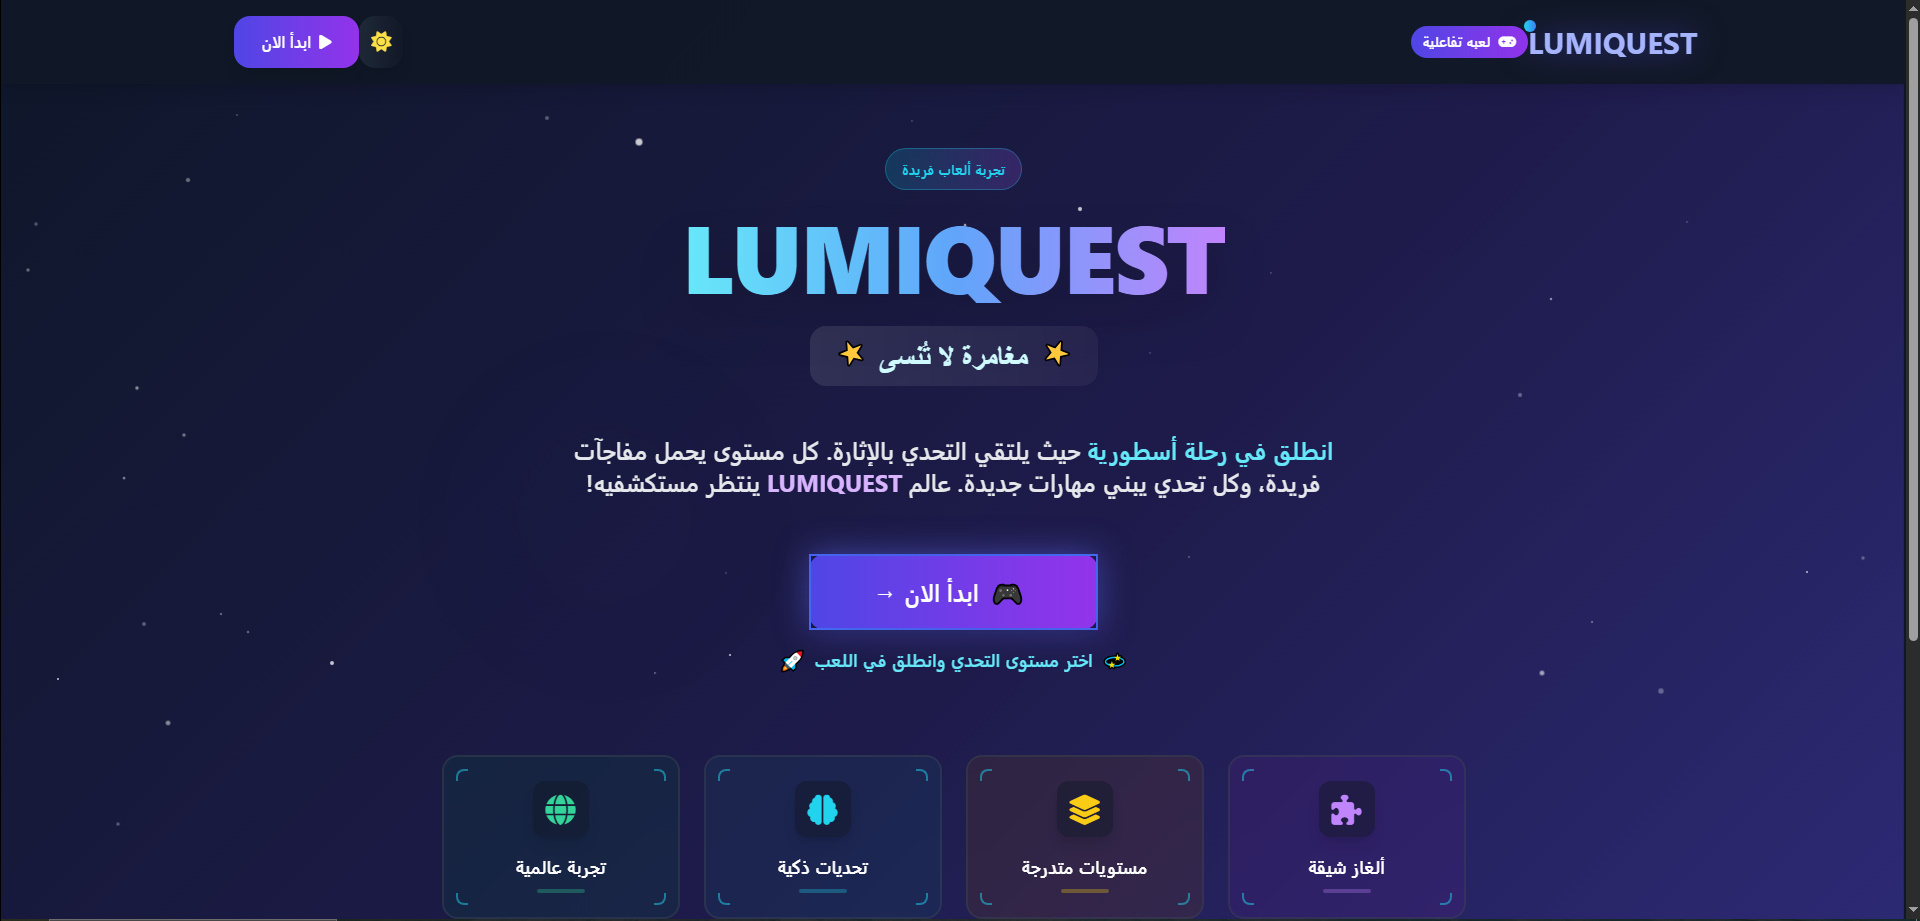 LUMIQUEST
لعبه تفاعلية
ابدأ الان
تجربة ألعاب فريدة
LUMIQUEST
مغامرة لا تُنسى
انطلق في رحلة أسطورية حيث يلتقي التحدي بالإثارة. كل مستوى يحمل مفاجآت
فريدة، وكل تحدي يبني مهارات جديدة. عالم LUMIQUEST ينتظر مستكشفيه!
ابدأ الان →
اختر مستوى التحدي وانطلق في اللعب
ألغاز شيقة
مستويات متدرجة
تحديات ذكية
تجربة عالمية